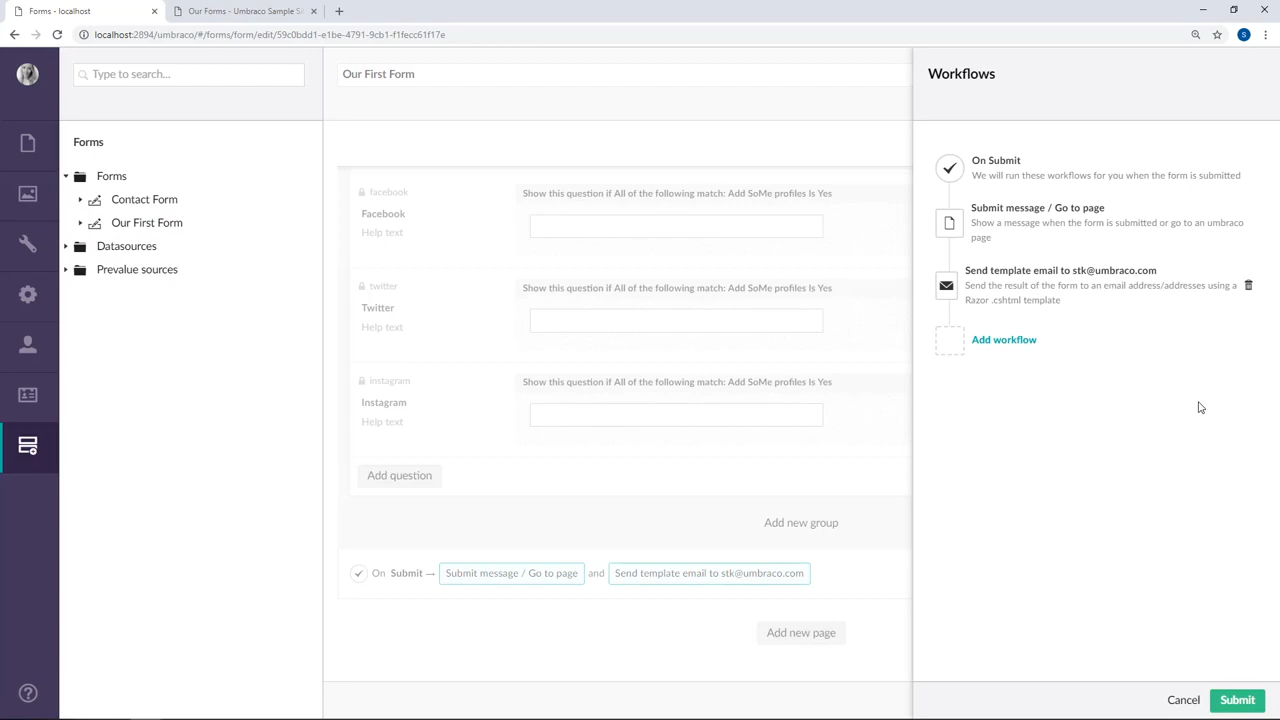 Forms - localhost
Our Forms - Umbraco Sample S
localhost:2894/umbraco/#/forms/form/edit/59c0bdd1-e1be-4791-9cb1-f1fecc61f17e
S
Type to search...
Forms
Forms
Contact Form
Our First Form
Datasources
Prevalue sources
Our First Form
facebook
Show this question if All of the following match: Add SoMe profiles Is Yes
Facebook
Help text
twitter
Show this question if All of the following match: Add SoMe profiles Is Yes
Twitter
Help text
instagram
Show this question if All of the following match: Add SoMe profiles Is Yes
Instagram
Help text
Add question
Add new group
On Submit → Submit message / Go to page and Send template email to stk@umbraco.com
Add new page
Workflows
On Submit
We will run these workflows for you when the form is submitted
Submit message / Go to page
Show a message when the form is submitted or go to an umbraco
page
Send template email to stk@umbraco.com
Send the result of the form to an email address/addresses using a
Razor .cshtml template
Add workflow
Cancel
Submit